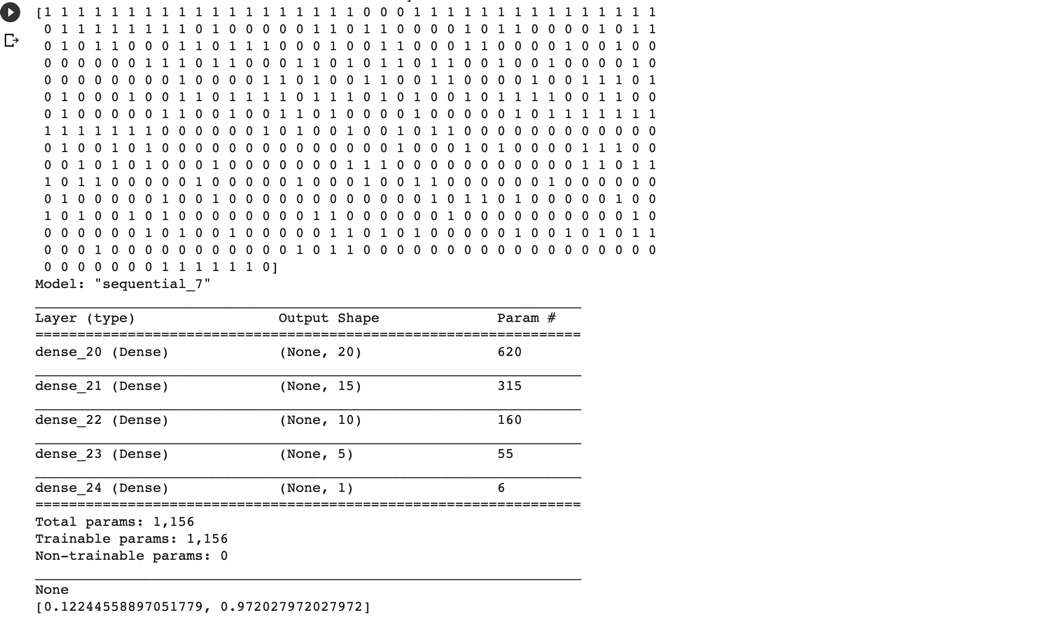 [1 1 1 1 1 1 1 1 1 1 1 1 1 1 1 1 1 1 1 0 0 0 1 1 1 1 1 1 1 1 1 1 1 1 1 1 1
0 1 1 1 1 1 1 1 1 0 1 0 0 0 0 0 1 1 0 1 1 0 0 0 0 1 0 1 1 0 0 0 0 1 0 1 1
0 1 0 1 1 0 0 0 1 1 0 1 1 1 0 0 0 1 0 0 1 1 0 0 0 1 1 0 0 0 0 1 0 0 1 0 0
0 0 0 0 0 0 1 1 1 0 1 1 0 0 0 1 1 0 1 0 1 1 0 1 1 0 0 1 0 0 1 0 0 0 0 1 0
0 0 0 0 0 0 0 0 1 0 0 0 0 1 1 0 1 0 0 1 1 0 0 1 1 0 0 0 0 1 0 0 1 1 1 0 1
0 1 0 0 0 1 0 0 1 1 0 1 1 1 1 0 1 1 1 0 1 0 1 0 0 1 0 1 1 1 1 0 0 1 1 0 0
0 1 0 0 0 0 0 1 1 0 0 1 0 0 1 1 0 1 0 0 0 0 1 0 0 0 0 0 1 0 1 1 1 1 1 1 1
1 1 1 1 1 1 1 0 0 0 0 0 0 1 0 1 0 0 1 0 0 1 0 1 1 0 0 0 0 0 0 0 0 0 0 0 0
0 1 0 0 1 0 1 0 0 0 0 0 0 0 0 0 0 0 0 0 0 1 0 0 0 1 0 1 0 0 0 0 1 1 1 0 0
0 0 1 0 1 0 1 0 0 0 1 0 0 0 0 0 0 0 1 1 1 0 0 0 0 0 0 0 0 0 0 0 1 1 0 1 1
1 0 1 1 0 0 0 0 0 1 0 0 0 0 0 1 0 0 0 1 0 0 1 1 0 0 0 0 0 0 1 0 0 0 0 0 0
0 1 0 0 0 0 0 1 0 0 1 0 0 0 0 0 0 0 0 0 0 0 0 1 0 1 1 0 1 0 0 0 0 0 1 0 0
1 0 1 0 0 1 0 1 0 0 0 0 0 0 0 0 1 1 0 0 0 0 0 0 1 0 0 0 0 0 0 0 0 0 0 1 0
0 0 0 0 0 0 1 0 1 0 0 1 0 0 0 0 0 1 1 0 1 0 1 0 0 0 0 0 1 0 0 1 0 1 0 1 1
0 0 0 1 0 0 0 0 0 0 0 0 0 0 0 1 0 1 1 0 0 0 0 0 0 0 0 0 0 0 0 0 0 0 0 0 0
0 0 0 0 0 0 0 1 1 1 1 1 1 0]
Model: "sequential_7"
Layer (type) Output Shape Param #
dense_20 (Dense) (None, 20) 620
dense_21 (Dense) (None, 15) 315
dense_22 (Dense) (None, 10) 160
dense_23 (Dense) (None, 5) 55
dense_24 (Dense) (None, 1) 6
Total params: 1,156
Trainable params: 1,156
Non-trainable params: 0
None
[0.12244558897051779, 0.972027972027972]